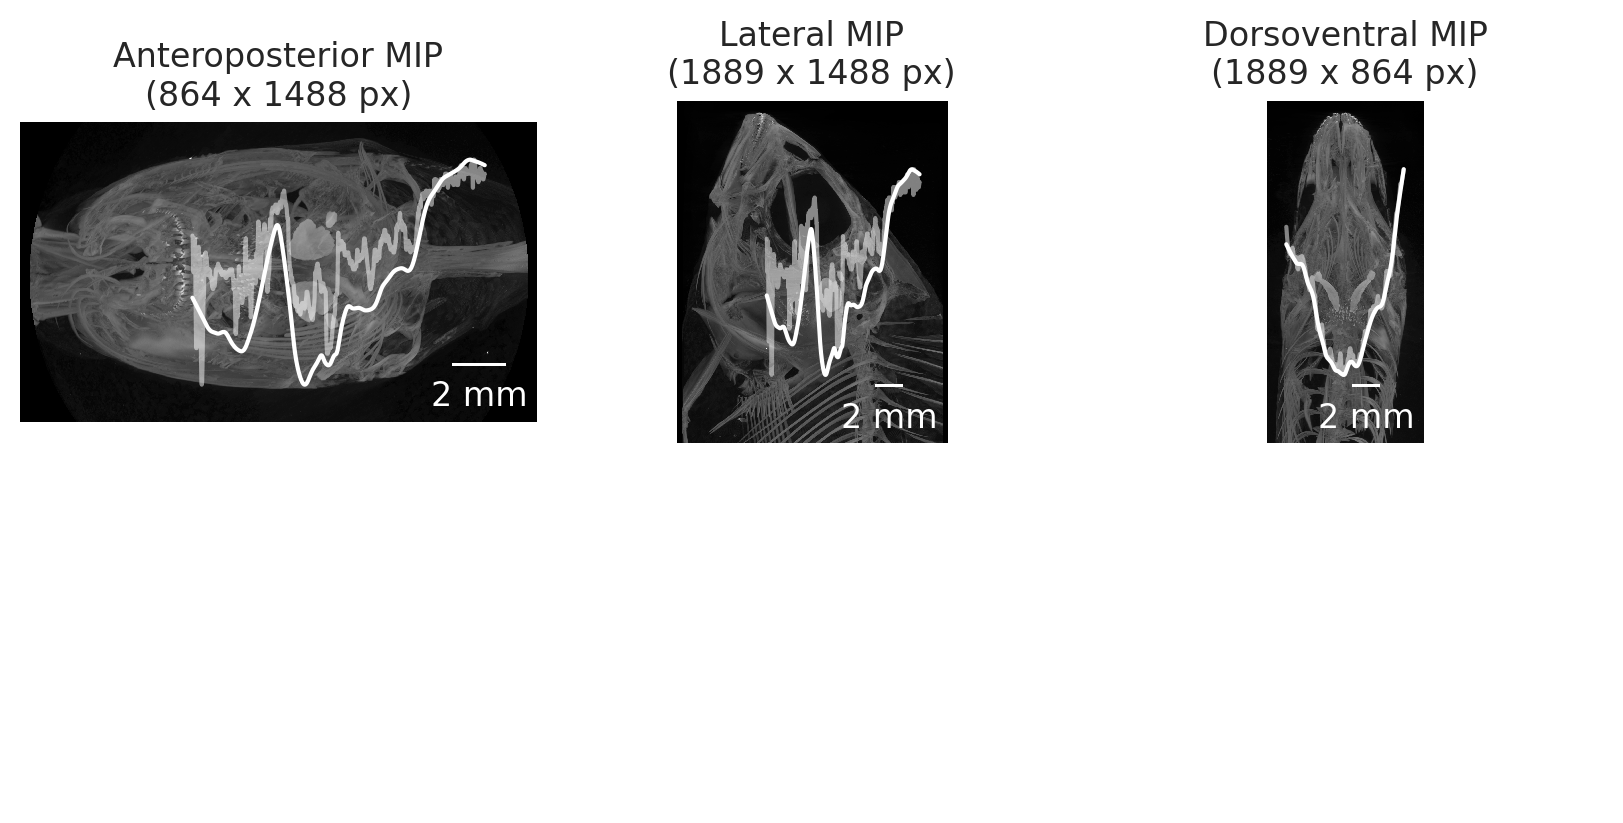 Anteroposterior MIP
(864 x 1488 px)
2 mm
Lateral MIP
(1889 x 1488 px)
2 mm
Dorsoventral MIP
(1889 x 864 px)
2 mm